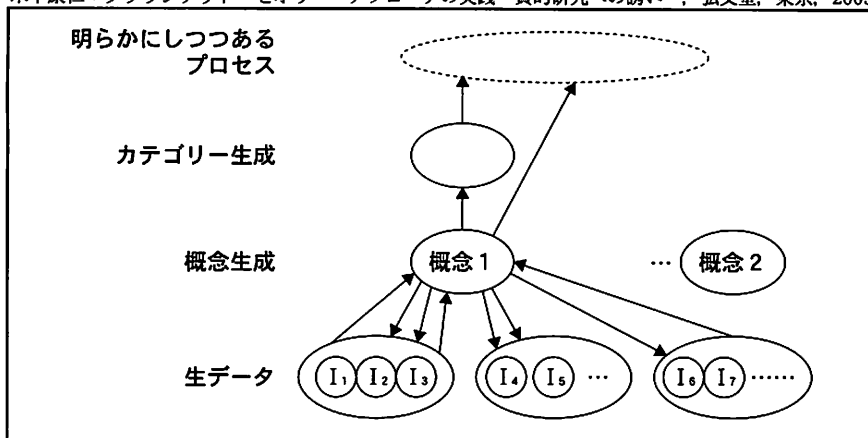 明らかにしつつある
プロセス
カテゴリー生成
概念生成
概念1
… 概念2
生データ
I₁ I₂ I₃ I₄ I₅ … I₆ I₇ ……